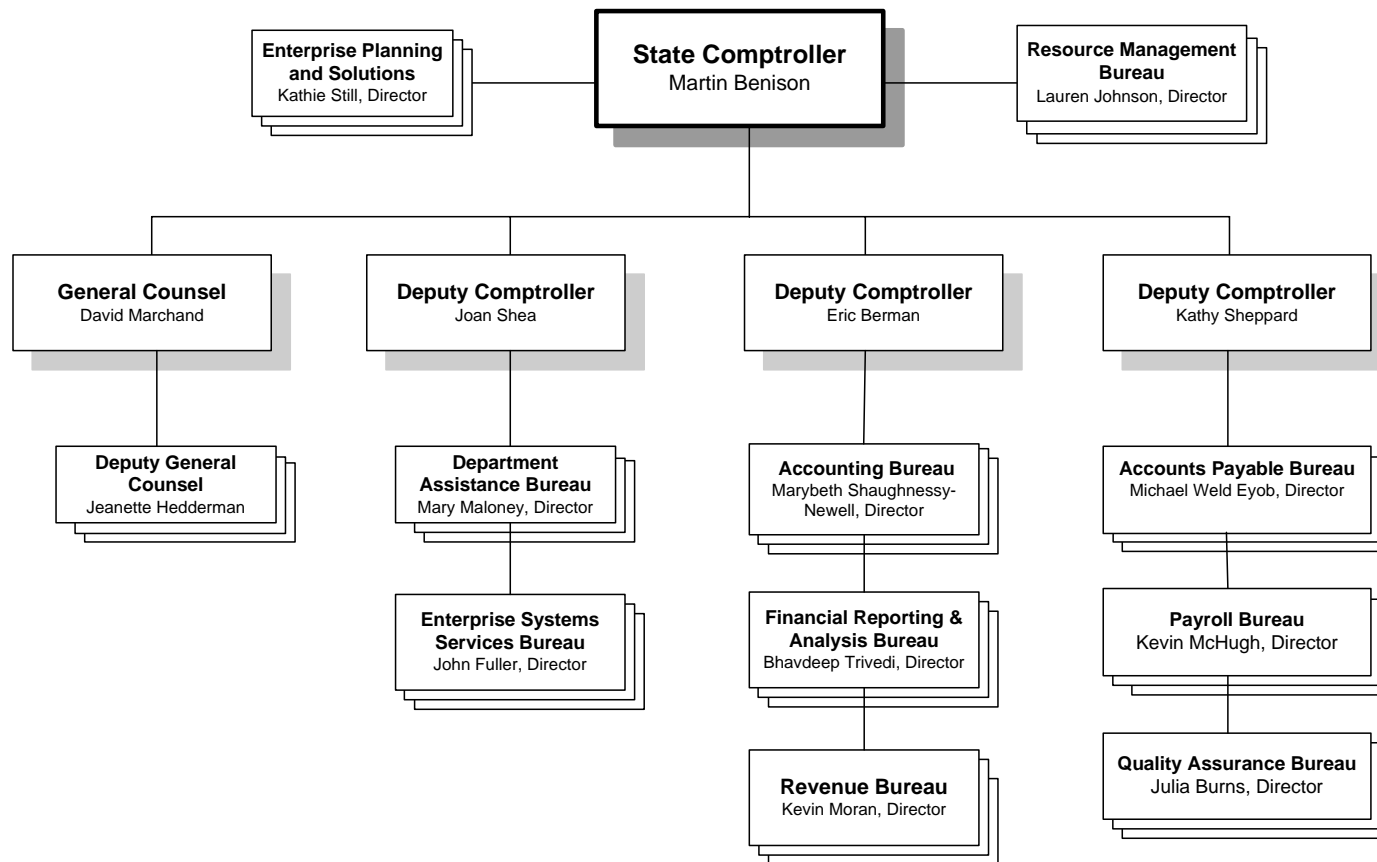 Enterprise Planning
and Solutions
Kathie Still, Director
State Comptroller
Martin Benison
Resource Management
Bureau
Lauren Johnson, Director
General Counsel
David Marchand
Deputy Comptroller
Joan Shea
Deputy Comptroller
Eric Berman
Deputy Comptroller
Kathy Sheppard
Deputy General
Counsel
Jeanette Hedderman
Department
Assistance Bureau
Mary Maloney, Director
Accounting Bureau
Marybeth Shaughnessy-
Newell, Director
Accounts Payable Bureau
Michael Weld Eyob, Director
Enterprise Systems
Services Bureau
John Fuller, Director
Financial Reporting &
Analysis Bureau
Bhavdeep Trivedi, Director
Payroll Bureau
Kevin McHugh, Director
Revenue Bureau
Kevin Moran, Director
Quality Assurance Bureau
Julia Burns, Director